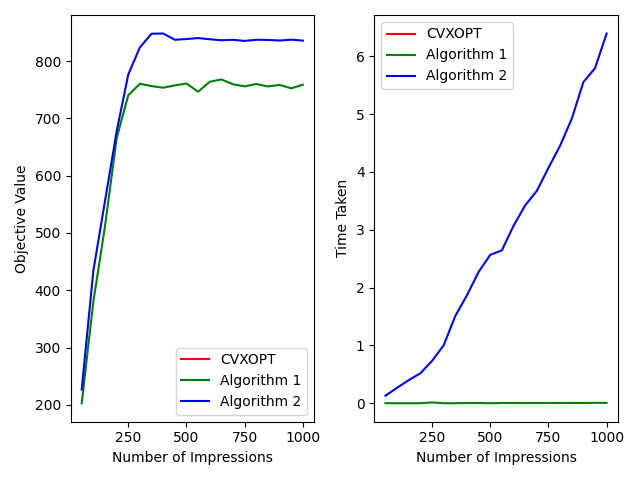 Objective Value
800
700
600
500
400
300
200
250
500
750
1000
Number of Impressions
CVXOPT
Algorithm 1
Algorithm 2
Time Taken
6
5
4
3
2
1
0
250
500
750
1000
Number of Impressions
CVXOPT
Algorithm 1
Algorithm 2